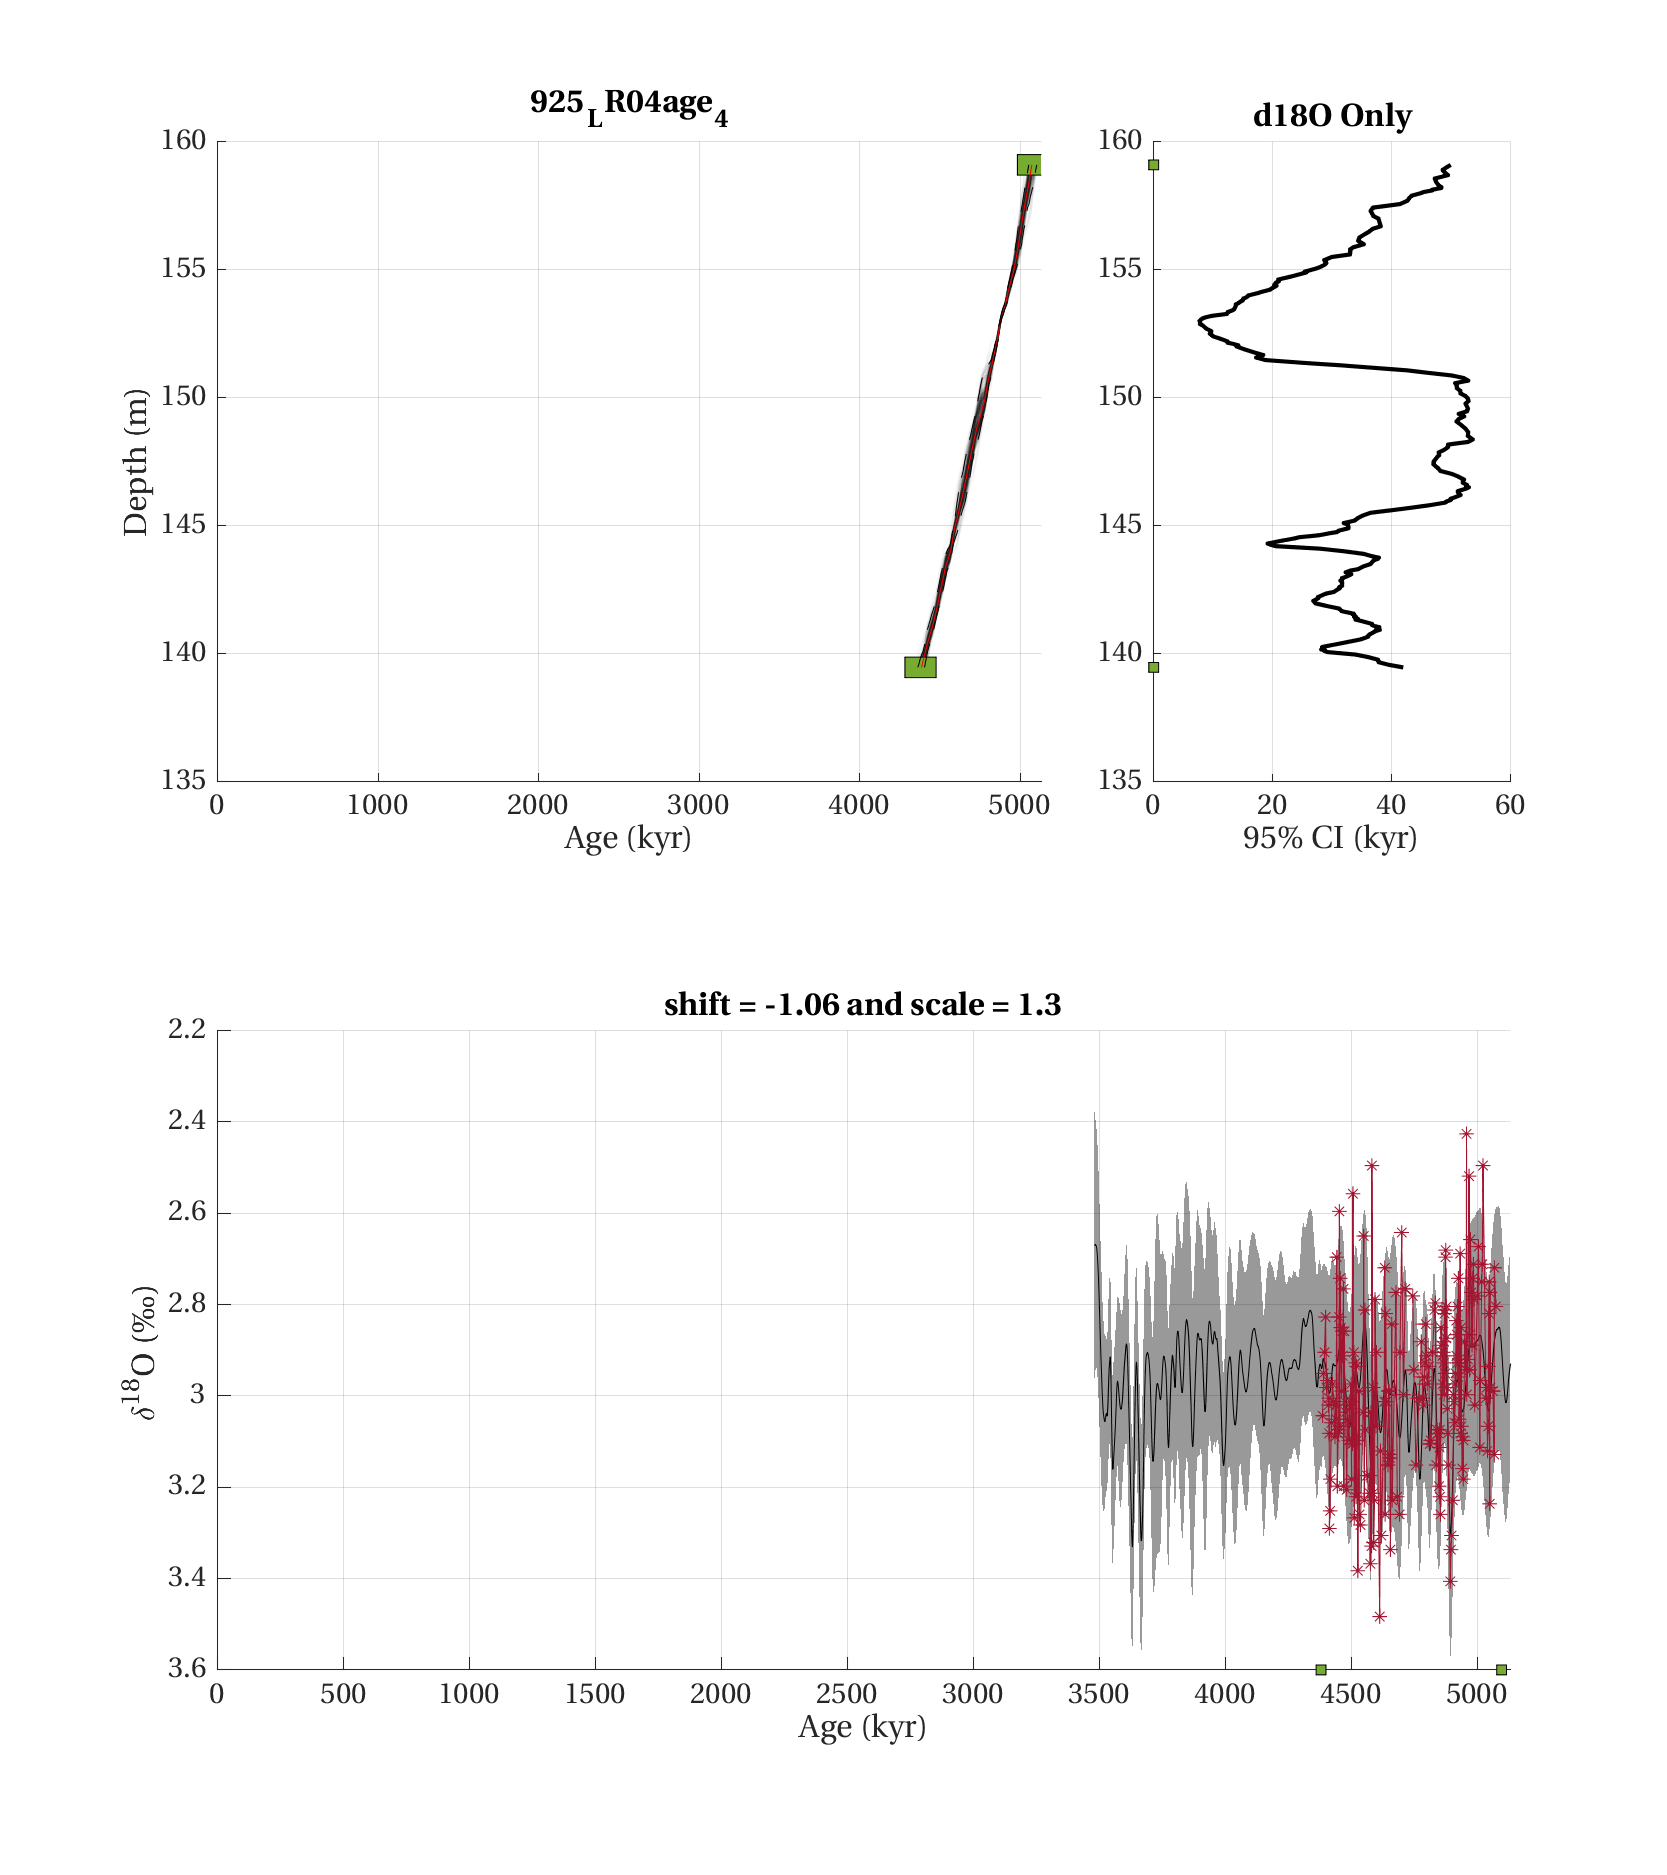 925LR04age4
160
155
150
145
140
135
Depth (m)
0 1000 2000 3000 4000 5000
Age (kyr)
d18O Only
160
155
150
145
140
135
0 20 40 60
95% CI (kyr)
shift = -1.06 and scale = 1.3
2.2
2.4
2.6
2.8
3
3.2
3.4
3.6
δ18O (‰)
0 500 1000 1500 2000 2500 3000 3500 4000 4500 5000
Age (kyr)